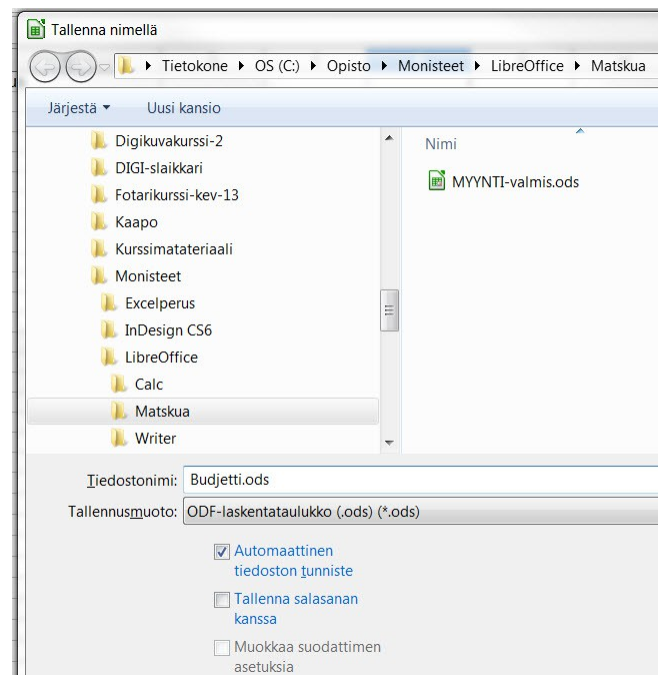 Tallenna nimellä
Tietokone OS (C:) Opisto Monisteet LibreOffice Matskua
Järjestä Uusi kansio
Digikuvakurssi-2
DIGI-slaikkari
Fotarikurssi-kev-13
Kaapo
Kurssimatateriaali
Monisteet
Excelperus
InDesign CS6
LibreOffice
Calc
Matskua
Writer
Nimi
MYYNTI-valmis.ods
Tiedostonimi: Budjetti.ods
Tallennusmuoto: ODF-laskentataulukko (.ods) (*.ods)
Automaattinen
tiedoston tunniste
Tallenna salasanan
kanssa
Muokkaa suodattimen
asetuksia